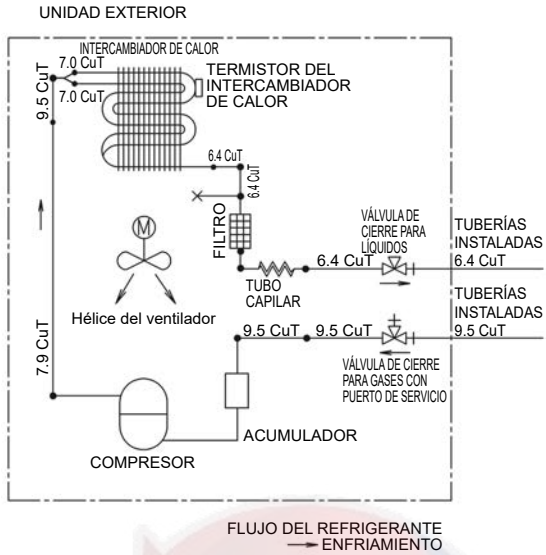 UNIDAD EXTERIOR
INTERCAMBIADOR DE CALOR
7.0 CuT
7.0 CuT
9.5 CuT
TERMISTOR DEL
INTERCAMBIADOR
DE CALOR
6.4 CuT
6.4 CuT
FILTRO
M
Hélice del ventilador
TUBO
CAPILAR
6.4 CuT
VÁLVULA DE
CIERRE PARA
LÍQUIDOS
TUBERÍAS
INSTALADAS
6.4 CuT
TUBERÍAS
INSTALADAS
9.5 CuT
9.5 CuT
9.5 CuT
VÁLVULA DE CIERRE
PARA GASES CON
PUERTO DE SERVICIO
7.9 CuT
ACUMULADOR
COMPRESOR
FLUJO DEL REFRIGERANTE
ENFRIAMIENTO